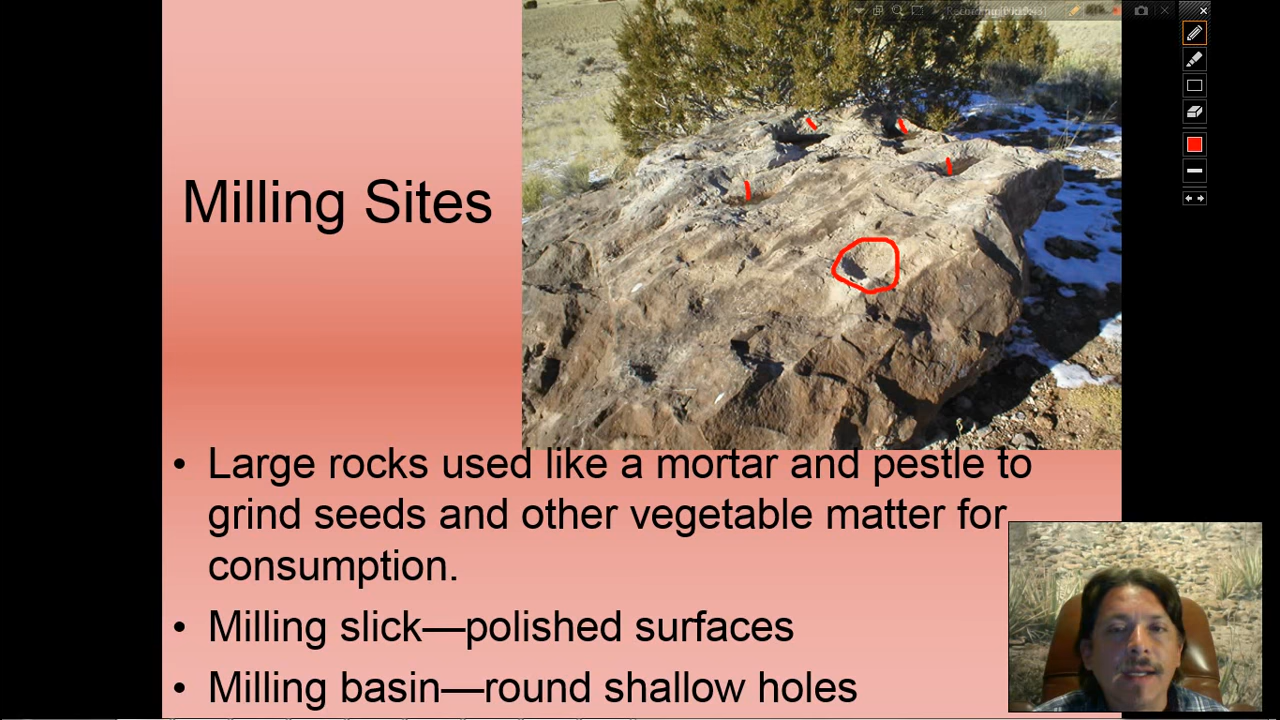 Milling Sites
• Large rocks used like a mortar and pestle to
grind seeds and other vegetable matter for
consumption.
• Milling slick—polished surfaces
• Milling basin—round shallow holes